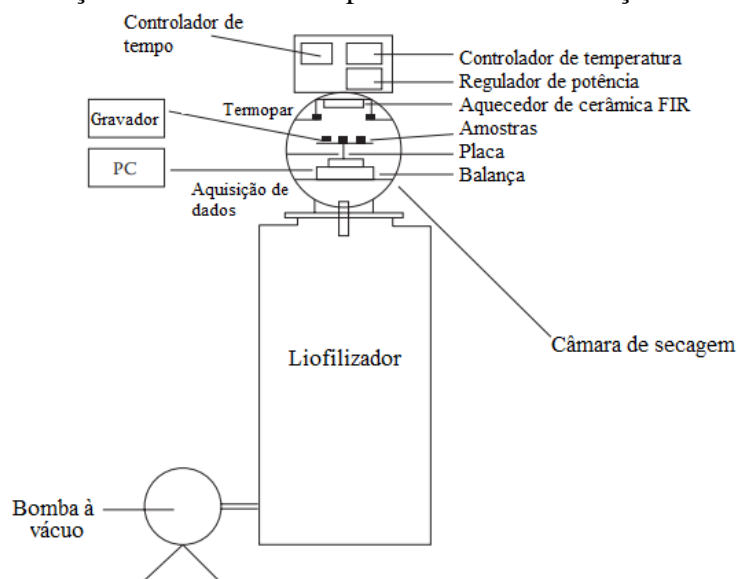 Controlador de
tempo
Controlador de temperatura
Regulador de potência
Aquecedor de cerâmica FIR
Amostras
Placa
Balança
Termopar
Gravador
PC
Aquisição de
dados
Liofilizador
Câmara de secagem
Bomba à
vácuo